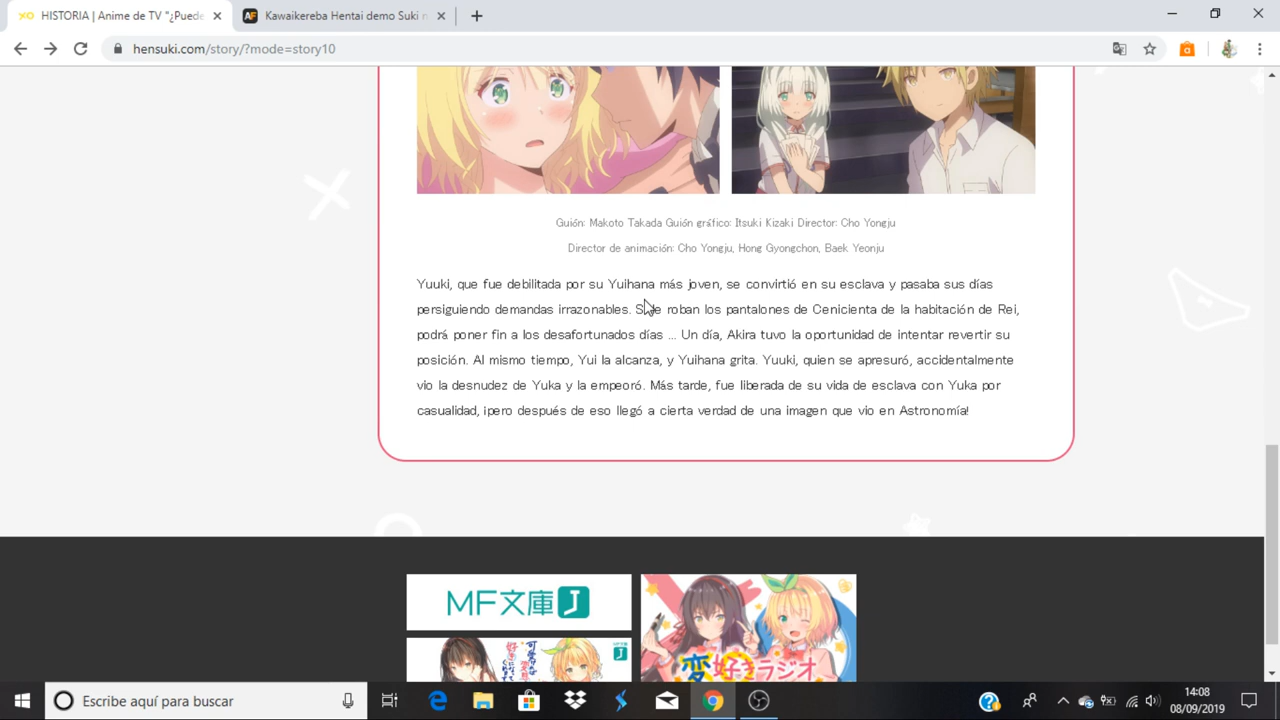 HISTORIA | Anime de TV "¿Puede
Kawaikereba Hentai demo Suki n
hensuki.com/story/?mode=story10
Guión: Makoto Takada Guión gráfico: Itsuki Kizaki Director: Cho Yongju
Director de animación: Cho Yongju, Hong Gyongchon, Baek Yeonju
Yuuki, que fue debilitada por su Yuihana más joven, se convirtió en su esclava y pasaba sus días
persiguiendo demandas irrazonables. Si le roban los pantalones de Cenicienta de la habitación de Rei,
podrá poner fin a los desafortunados días ... Un día, Akira tuvo la oportunidad de intentar revertir su
posición. Al mismo tiempo, Yui la alcanza, y Yuihana grita. Yuuki, quien se apresuró, accidentalmente
vio la desnudez de Yuka y la empeoró. Más tarde, fue liberada de su vida de esclava con Yuka por
casualidad, ¡pero después de eso llegó a cierta verdad de una imagen que vio en Astronomía!
MF文庫J
変好きラジオ
Escribe aquí para buscar
14:08
08/09/2019